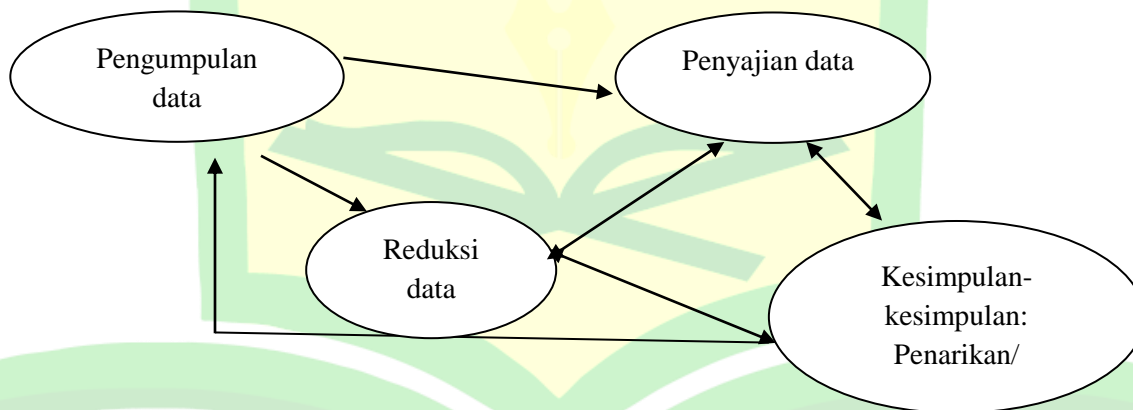 Pengumpulan
data
Penyajian data
Reduksi
data
Kesimpulan-
kesimpulan:
Penarikan/